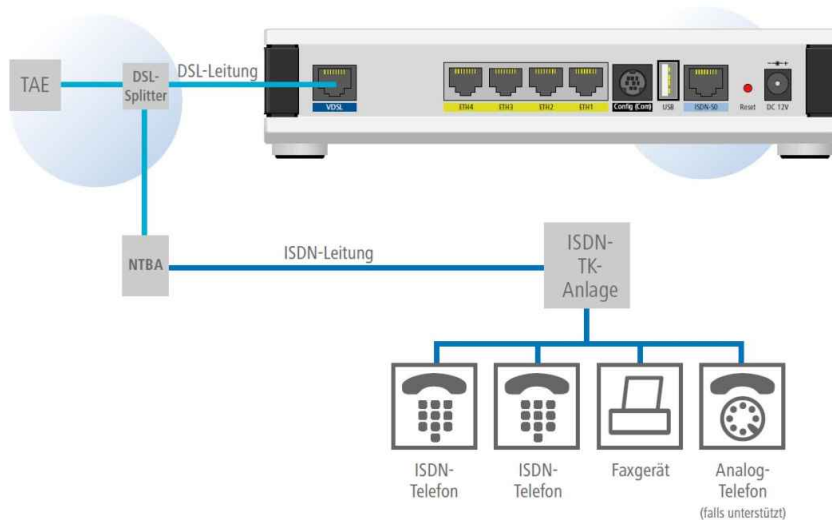 TAE
DSL-
Splitter
DSL-Leitung
VDSL
ETH4
ETH3
ETH2
ETH1
Config (Com)
USB
ISDN-S0
Reset
DC 12V
NTBA
ISDN-Leitung
ISDN-
TK-
Anlage
ISDN-
Telefon
ISDN-
Telefon
Faxgerät
Analog-
Telefon
(falls unterstützt)